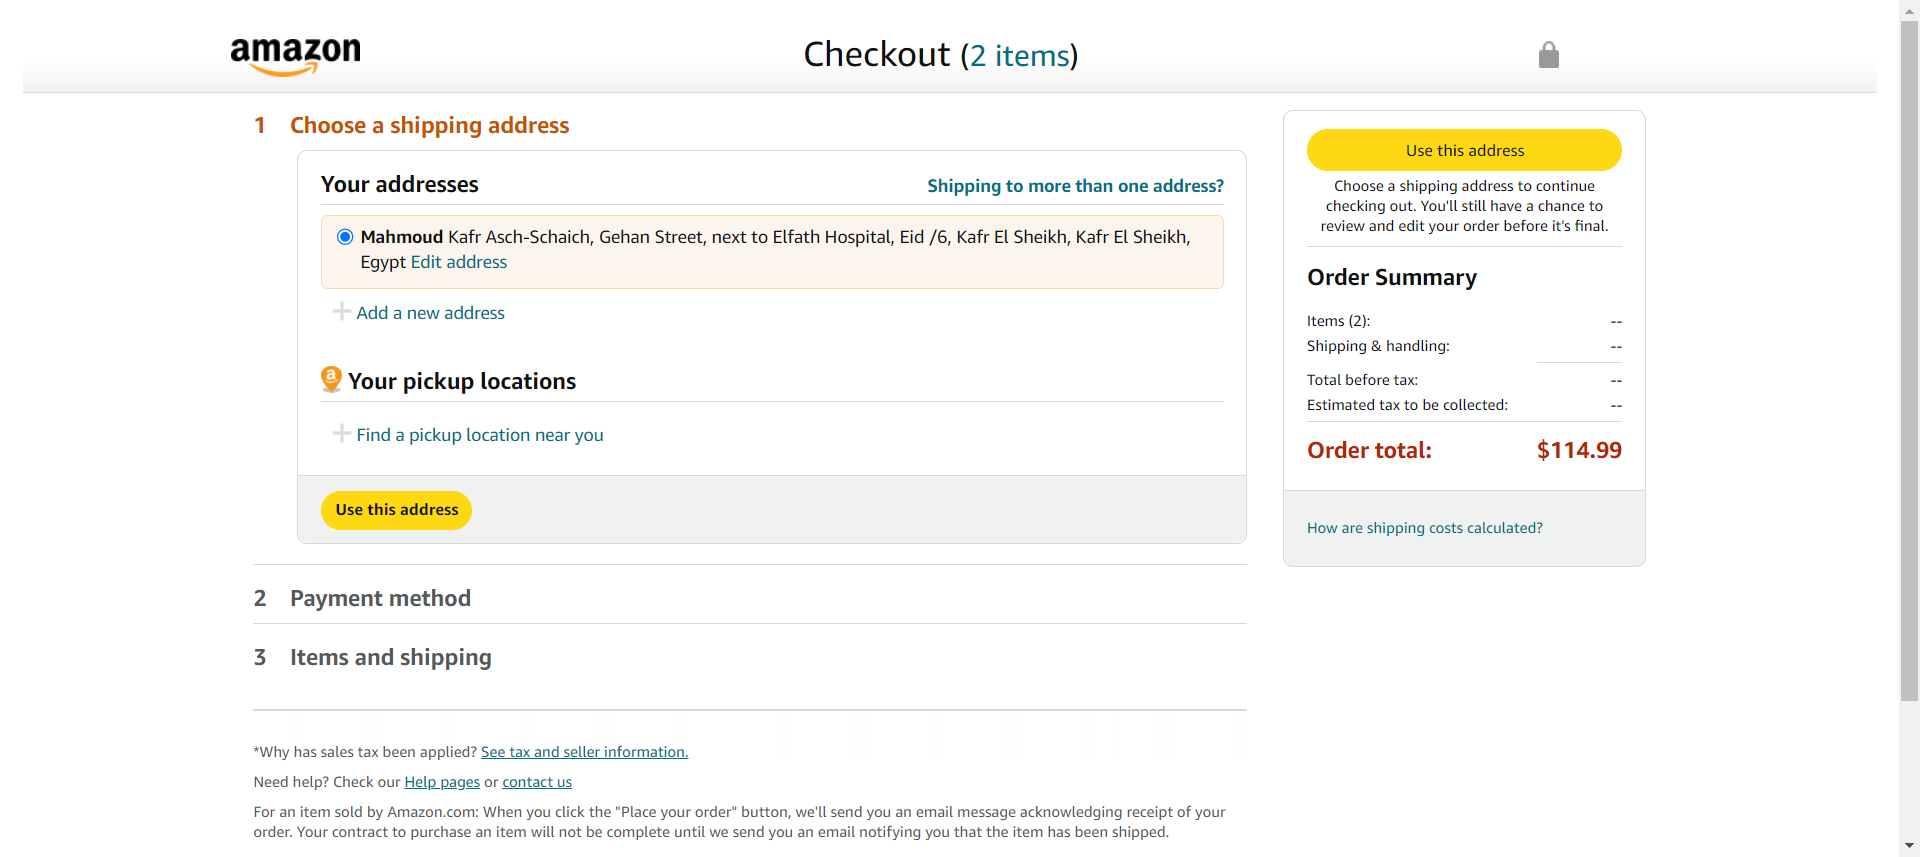 amazon
Checkout (2 items)
1 Choose a shipping address
Your addresses
Shipping to more than one address?
Mahmoud Kafr Asch-Schaich, Gehan Street, next to Elfath Hospital, Eid /6, Kafr El Sheikh, Kafr El Sheikh,
Egypt Edit address
Add a new address
a
Your pickup locations
Find a pickup location near you
Use this address
2 Payment method
3 Items and shipping
*Why has sales tax been applied? See tax and seller information.
Need help? Check our Help pages or contact us
For an item sold by Amazon.com: When you click the "Place your order" button, we'll send you an email message acknowledging receipt of your
order. Your contract to purchase an item will not be complete until we send you an email notifying you that the item has been shipped.
Use this address
Choose a shipping address to continue
checking out. You'll still have a chance to
review and edit your order before it's final.
Order Summary
Items (2): --
Shipping & handling: --
Total before tax: --
Estimated tax to be collected: --
Order total: $114.99
How are shipping costs calculated?